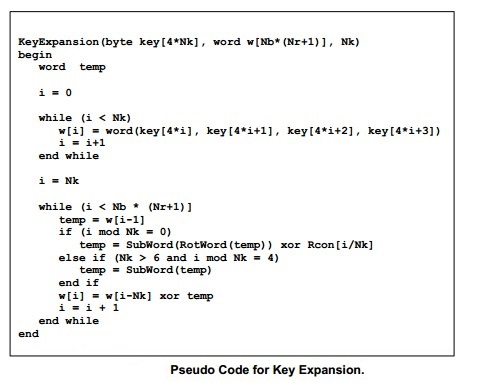 KeyExpansion(byte key[4*Nk], word w[Nb*(Nr+1)], Nk)
begin
word temp
i = 0
while (i < Nk)
w[i] = word(key[4*i], key[4*i+1], key[4*i+2], key[4*i+3])
i = i+1
end while
i = Nk
while (i < Nb * (Nr+1)]
temp = w[i-1]
if (i mod Nk = 0)
temp = SubWord(RotWord(temp)) xor Rcon[i/Nk]
else if (Nk > 6 and i mod Nk = 4)
temp = SubWord(temp)
end if
w[i] = w[i-Nk] xor temp
i = i + 1
end while
end
Pseudo Code for Key Expansion.